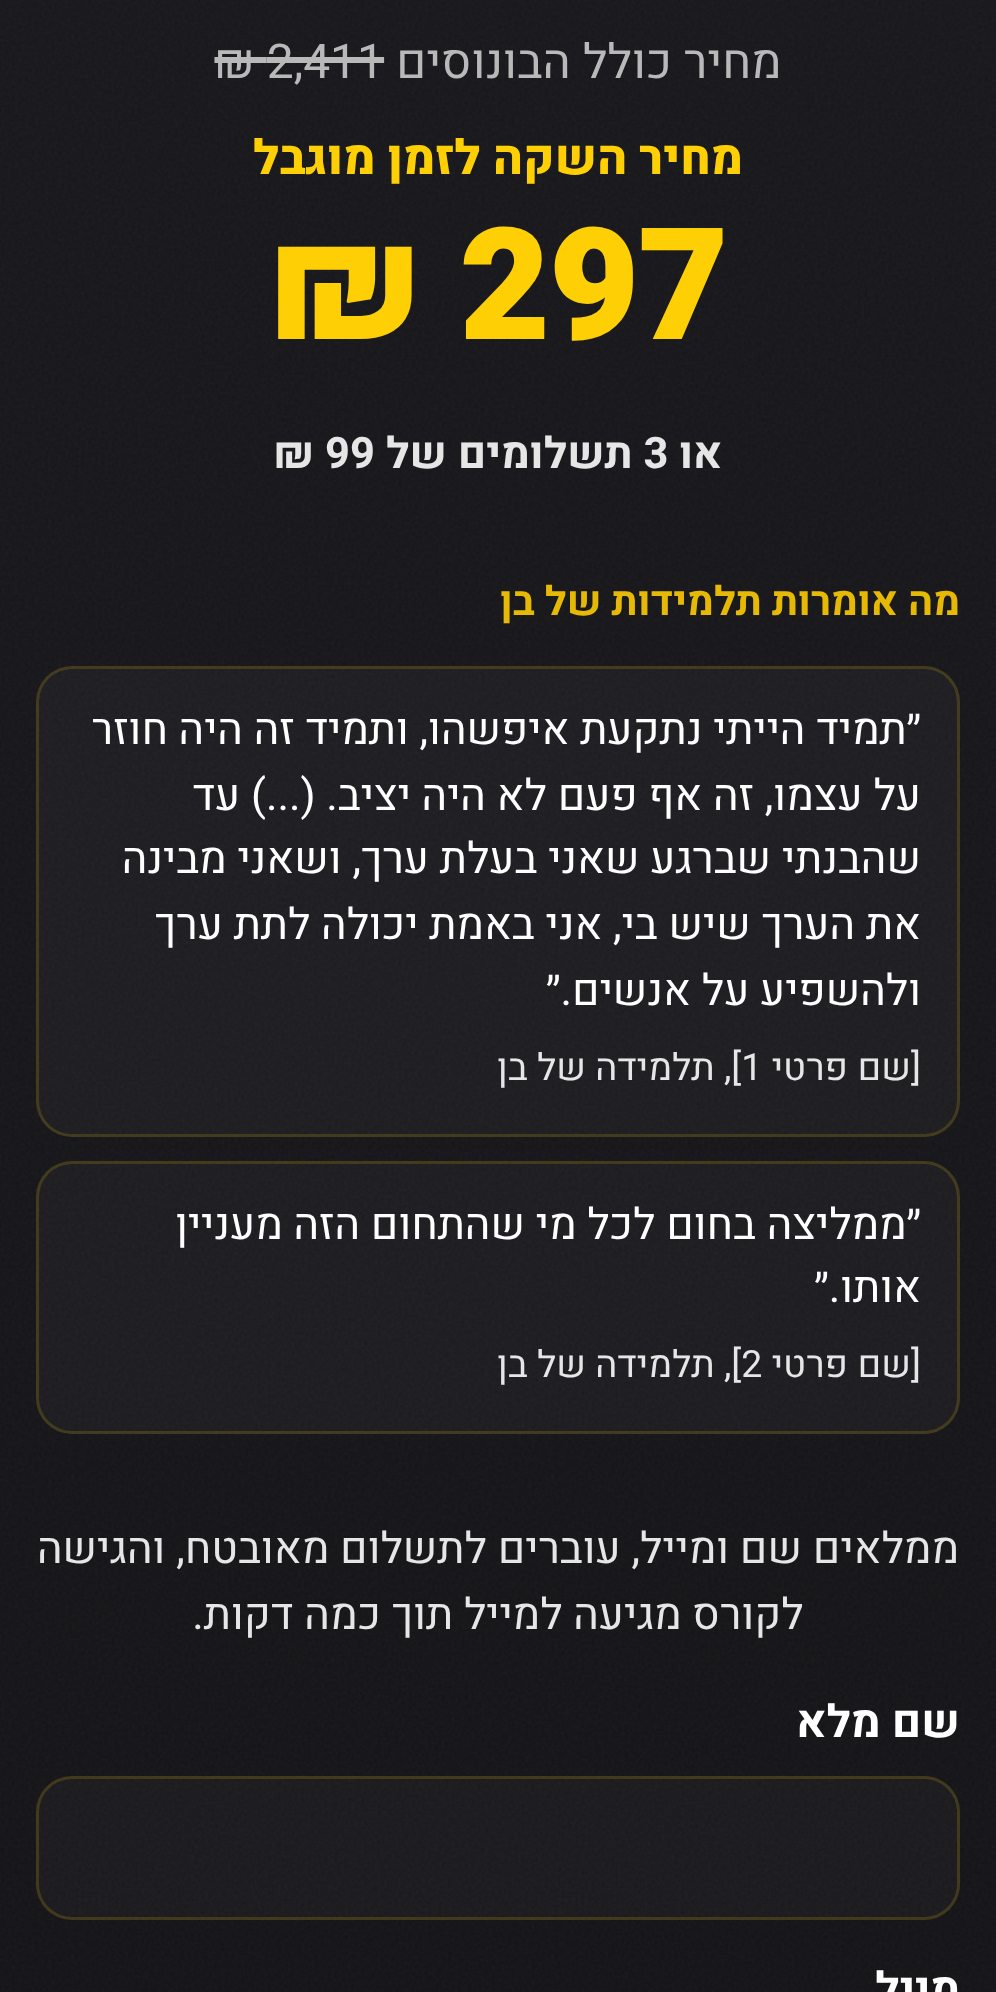 מחיר כולל הבונוסים 2,411 ₪
מחיר השקה לזמן מוגבל
297 ₪
או 3 תשלומים של 99 ₪
מה אומרות תלמידות של בן
"תמיד הייתי נתקעת איפשהו, ותמיד זה היה חוזר
על עצמו, זה אף פעם לא היה יציב. (...) עד
שהבנתי שברגע שאני בעלת ערך, ושאני מבינה
את הערך שיש בי, אני באמת יכולה לתת ערך
ולהשפיע על אנשים."
[שם פרטי 1], תלמידה של בן
"ממליצה בחום לכל מי שהתחום הזה מעניין
אותו."
[שם פרטי 2], תלמידה של בן
ממלאים שם ומייל, עוברים לתשלום מאובטח, והגישה
לקורס מגיעה למייל תוך כמה דקות.
שם מלא
מייל